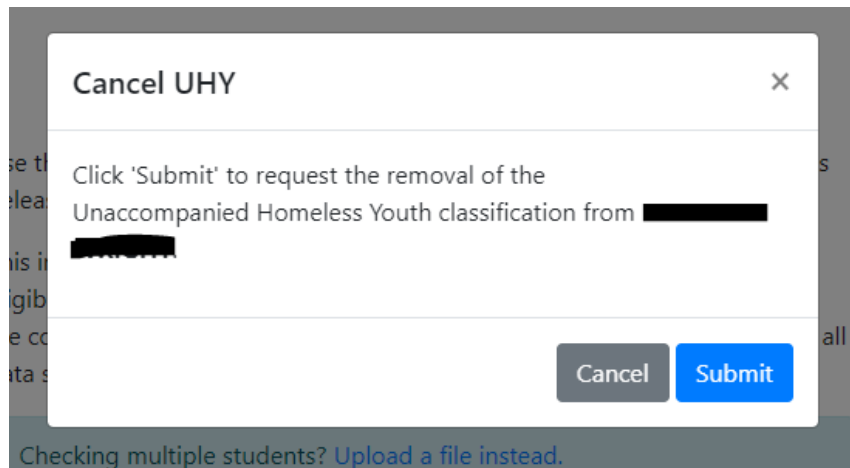 Cancel UHY
×
Click 'Submit' to request the removal of the
Unaccompanied Homeless Youth classification from
Cancel
Submit
all
Checking multiple students? Upload a file instead.